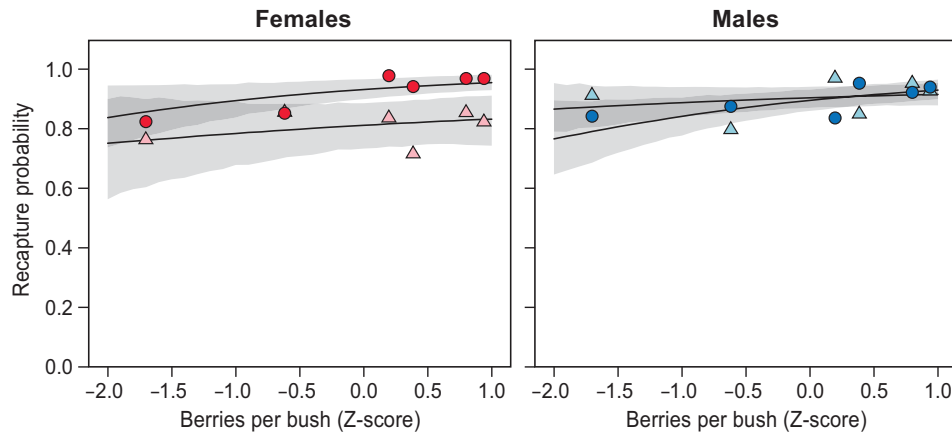 Females
Males
Recapture probability
1.0
0.8
0.6
0.4
0.2
0.0
−2.0 −1.5 −1.0 −0.5 0.0 0.5 1.0
−2.0 −1.5 −1.0 −0.5 0.0 0.5 1.0
Berries per bush (Z-score)
Berries per bush (Z-score)